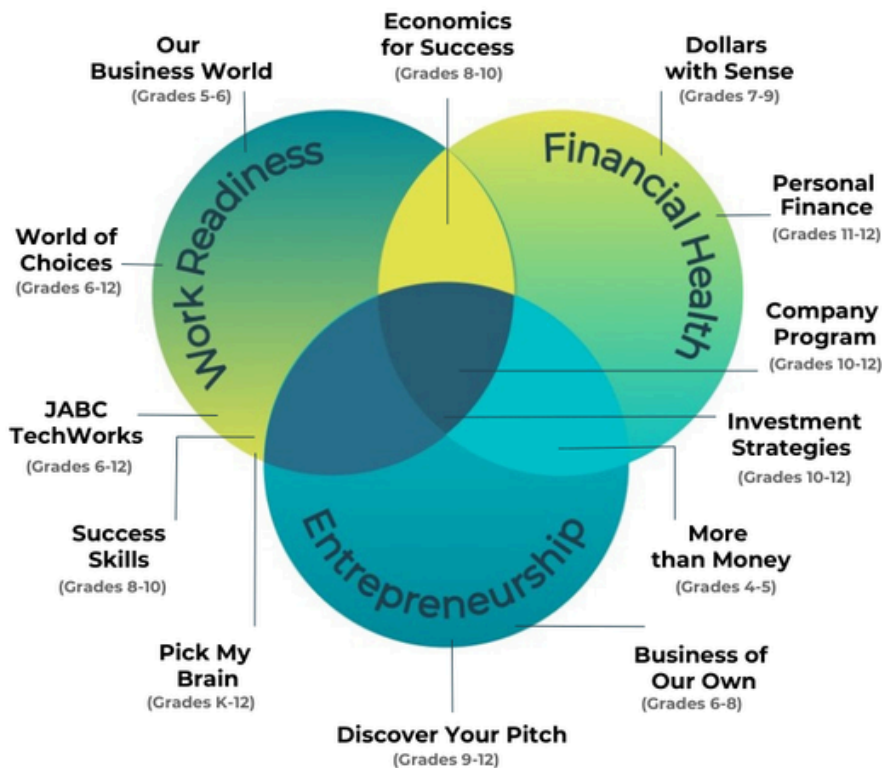 Economics
for Success
(Grades 8-10)
Our
Business World
(Grades 5-6)
Dollars
with Sense
(Grades 7-9)
Work Readiness
Financial Health
Personal
Finance
(Grades 11-12)
World of
Choices
(Grades 6-12)
Company
Program
(Grades 10-12)
JABC
TechWorks
(Grades 6-12)
Investment
Strategies
(Grades 10-12)
Success
Skills
(Grades 8-10)
Entrepreneurship
More
than Money
(Grades 4-5)
Pick My
Brain
(Grades K-12)
Business of
Our Own
(Grades 6-8)
Discover Your Pitch
(Grades 9-12)